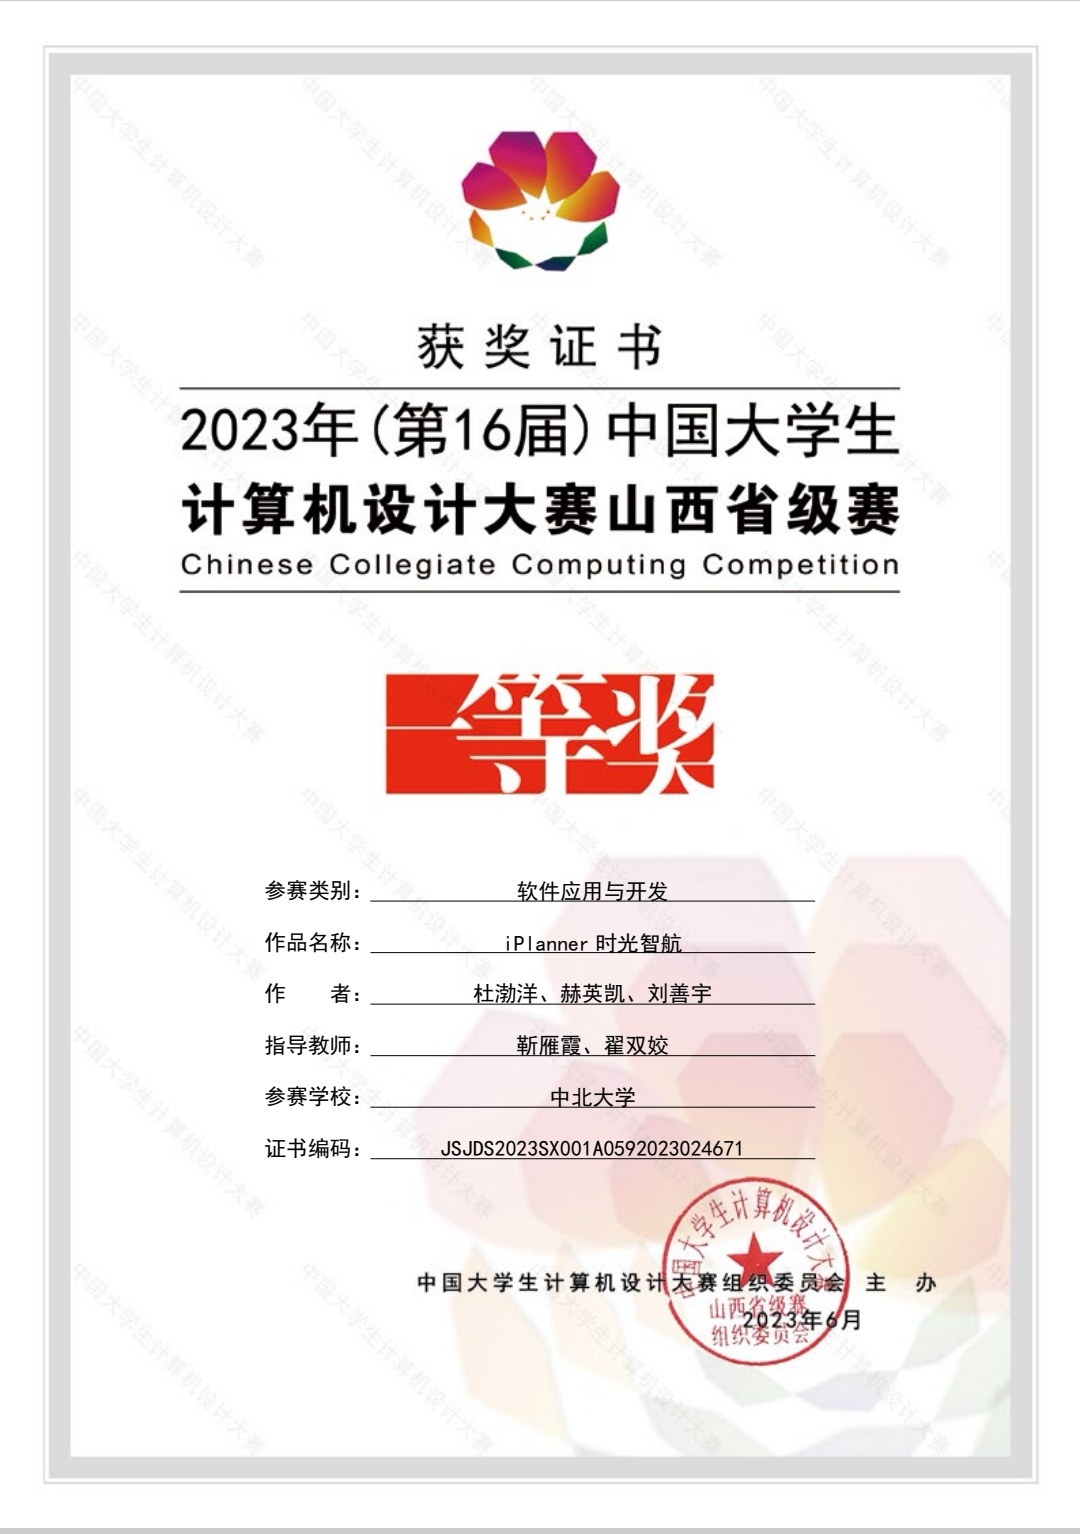 获奖证书
2023年(第16届)中国大学生
计算机设计大赛山西省级赛
Chinese Collegiate Computing Competition
一等奖
参赛类别: 软件应用与开发
作品名称: iPlanner 时光智航
作 者: 杜渤洋、赫英凯、刘善宇
指导教师: 靳雁霞、翟双姣
参赛学校: 中北大学
证书编码: JSJDS2023SX001A0592023024671
中国大学生计算机设计大赛
中国大学生计算机设计大赛组织委员会 主 办
山西省级赛
2023年6月
组织委员会